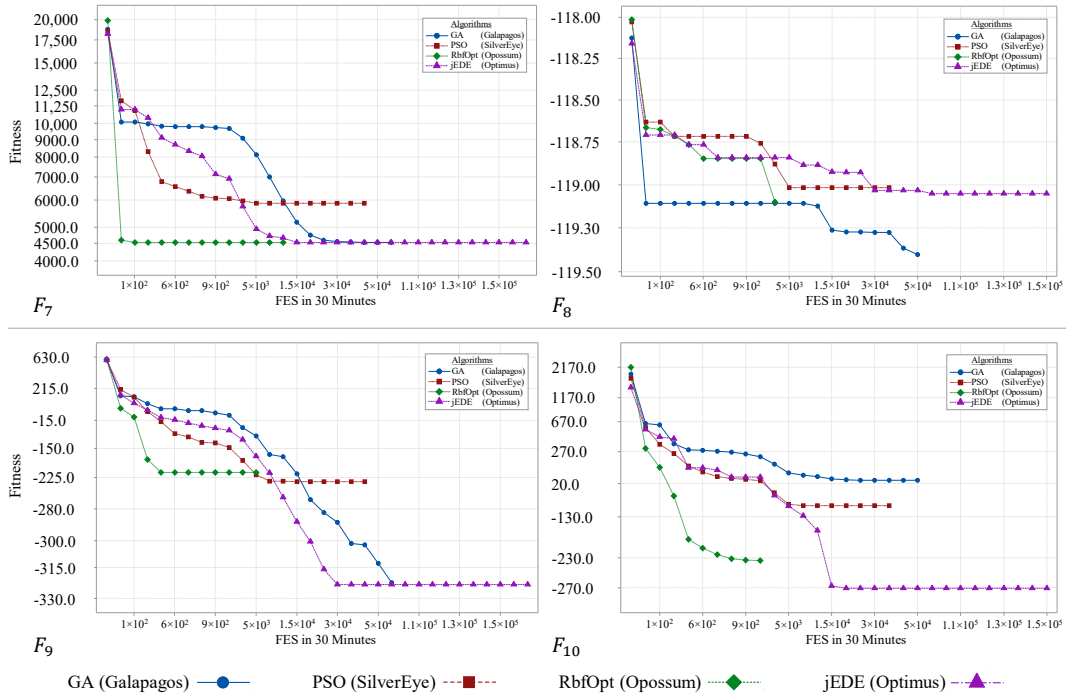 20,000
17,500
15,000
12,500
11,250
10,000
9000.0
8000.0
7000.0
6000.0
5000.0
4500.0
4000.0
Fitness
Algorithms
GA (Galapagos)
PSO (SilverEye)
RbfOpt (Opossum)
jEDE (Optimus)
1×10² 6×10² 9×10² 5×10³ 1.5×10⁴ 3×10⁴ 5×10⁴ 1.1×10⁵ 1.3×10⁵ 1.5×10⁵
FES in 30 Minutes
F₇
-118.00
-118.25
-118.50
-118.75
-119.00
-119.30
-119.50
Algorithms
GA (Galapagos)
PSO (SilverEye)
RbfOpt (Opossum)
jEDE (Optimus)
1×10² 6×10² 9×10² 5×10³ 1.5×10⁴ 3×10⁴ 5×10⁴ 1.1×10⁵ 1.3×10⁵ 1.5×10⁵
FES in 30 Minutes
F₈
630.0
215.0
-15.0
-150.0
-225.0
-280.0
-300.0
-315.0
-330.0
Fitness
Algorithms
GA (Galapagos)
PSO (SilverEye)
RbfOpt (Opossum)
jEDE (Optimus)
1×10² 6×10² 9×10² 5×10³ 1.5×10⁴ 3×10⁴ 5×10⁴ 1.1×10⁵ 1.3×10⁵ 1.5×10⁵
FES in 30 Minutes
F₉
2170.0
1170.0
670.0
270.0
20.0
-130.0
-230.0
-270.0
Algorithms
GA (Galapagos)
PSO (SilverEye)
RbfOpt (Opossum)
jEDE (Optimus)
1×10² 6×10² 9×10² 5×10³ 1.5×10⁴ 3×10⁴ 5×10⁴ 1.1×10⁵ 1.3×10⁵ 1.5×10⁵
FES in 30 Minutes
F₁₀
GA (Galapagos) PSO (SilverEye) RbfOpt (Opossum) jEDE (Optimus)